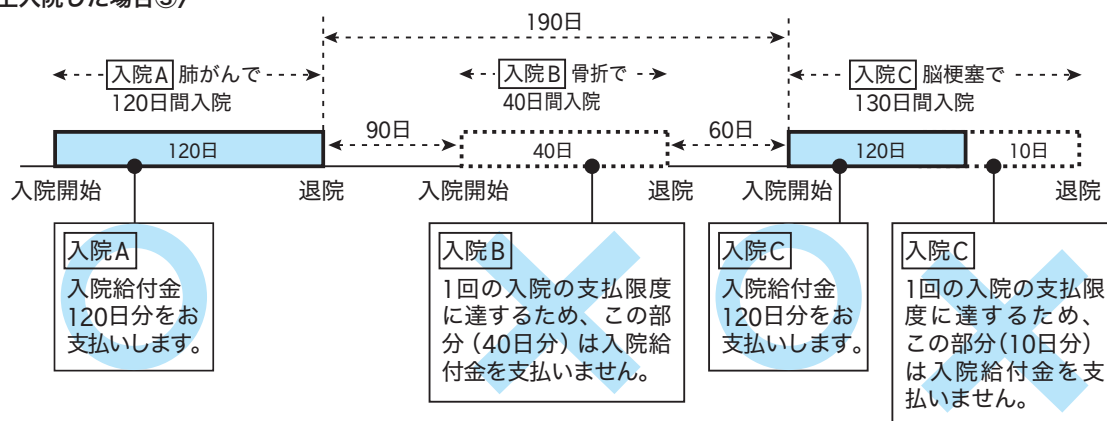 上入院した場合③〉
190日
入院A 肺がんで
120日間入院
入院B 骨折で
40日間入院
入院C 脳梗塞で
130日間入院
90日
60日
120日
40日
120日
10日
入院開始
退院
入院開始
退院
入院開始
退院
入院A
入院給付金
120日分をお
支払いします。
入院B
1回の入院の支払限度
に達するため、この部
分（40日分）は入院給
付金を支払いません。
入院C
入院給付金
120日分をお
支払いします。
入院C
1回の入院の支払限
度に達するため、
この部分（10日分）
は入院給付金を支
払いません。